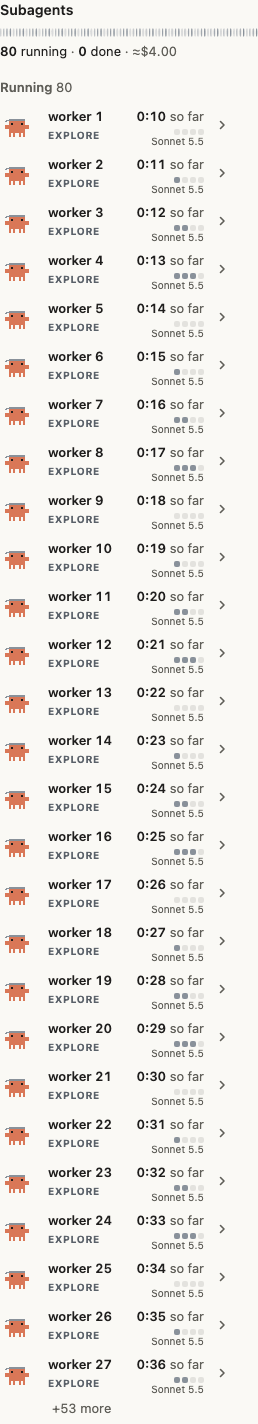 Subagents
80 running · 0 done · ≈$4.00
Running 80
worker 1 0:10 so far
EXPLORE
Sonnet 5.5
worker 2 0:11 so far
EXPLORE
Sonnet 5.5
worker 3 0:12 so far
EXPLORE
Sonnet 5.5
worker 4 0:13 so far
EXPLORE
Sonnet 5.5
worker 5 0:14 so far
EXPLORE
Sonnet 5.5
worker 6 0:15 so far
EXPLORE
Sonnet 5.5
worker 7 0:16 so far
EXPLORE
Sonnet 5.5
worker 8 0:17 so far
EXPLORE
Sonnet 5.5
worker 9 0:18 so far
EXPLORE
Sonnet 5.5
worker 10 0:19 so far
EXPLORE
Sonnet 5.5
worker 11 0:20 so far
EXPLORE
Sonnet 5.5
worker 12 0:21 so far
EXPLORE
Sonnet 5.5
worker 13 0:22 so far
EXPLORE
Sonnet 5.5
worker 14 0:23 so far
EXPLORE
Sonnet 5.5
worker 15 0:24 so far
EXPLORE
Sonnet 5.5
worker 16 0:25 so far
EXPLORE
Sonnet 5.5
worker 17 0:26 so far
EXPLORE
Sonnet 5.5
worker 18 0:27 so far
EXPLORE
Sonnet 5.5
worker 19 0:28 so far
EXPLORE
Sonnet 5.5
worker 20 0:29 so far
EXPLORE
Sonnet 5.5
worker 21 0:30 so far
EXPLORE
Sonnet 5.5
worker 22 0:31 so far
EXPLORE
Sonnet 5.5
worker 23 0:32 so far
EXPLORE
Sonnet 5.5
worker 24 0:33 so far
EXPLORE
Sonnet 5.5
worker 25 0:34 so far
EXPLORE
Sonnet 5.5
worker 26 0:35 so far
EXPLORE
Sonnet 5.5
worker 27 0:36 so far
EXPLORE
Sonnet 5.5
+53 more